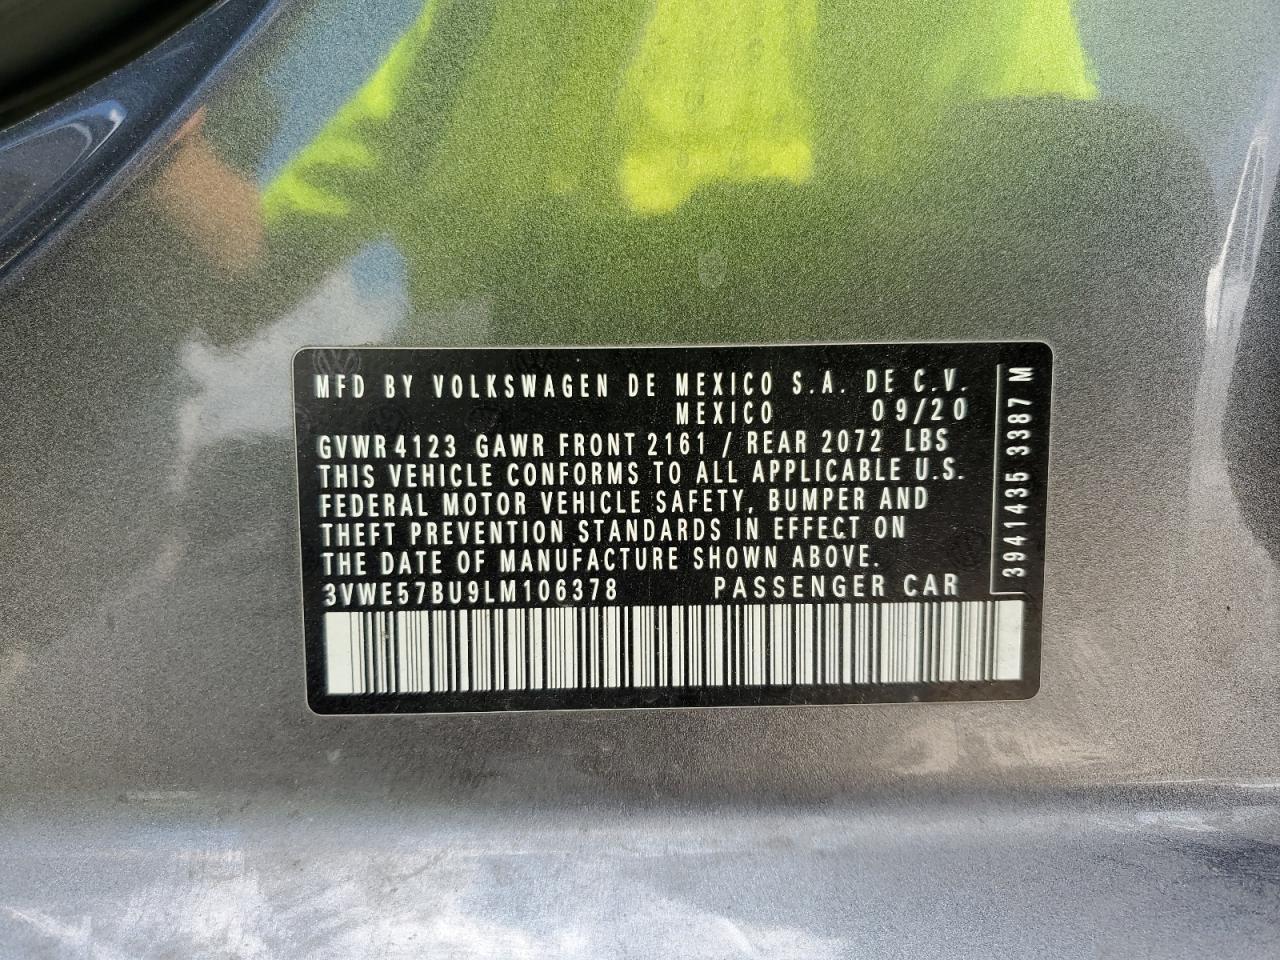 MFD BY VOLKSWAGEN DE MEXICO S.A. DE C.V.
MEXICO 09/20
GVWR 4123 GAWR FRONT 2161 / REAR 2072 LBS
THIS VEHICLE CONFORMS TO ALL APPLICABLE U.S.
FEDERAL MOTOR VEHICLE SAFETY, BUMPER AND
THEFT PREVENTION STANDARDS IN EFFECT ON
THE DATE OF MANUFACTURE SHOWN ABOVE.
3VWE57BU9LM106378 PASSENGER CAR
3941435 3387 M